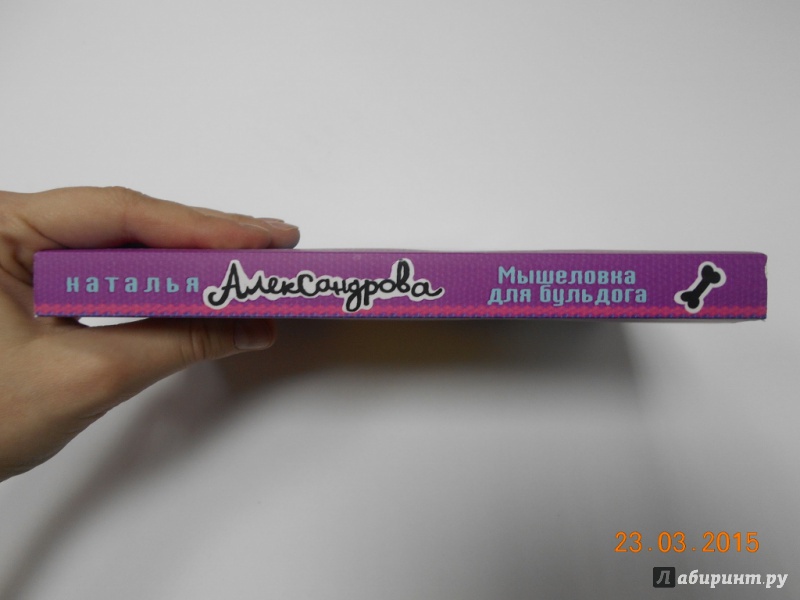 наталья Александрова
Мышеловка
для бульдога
23.03.2015
Лабиринт.ру